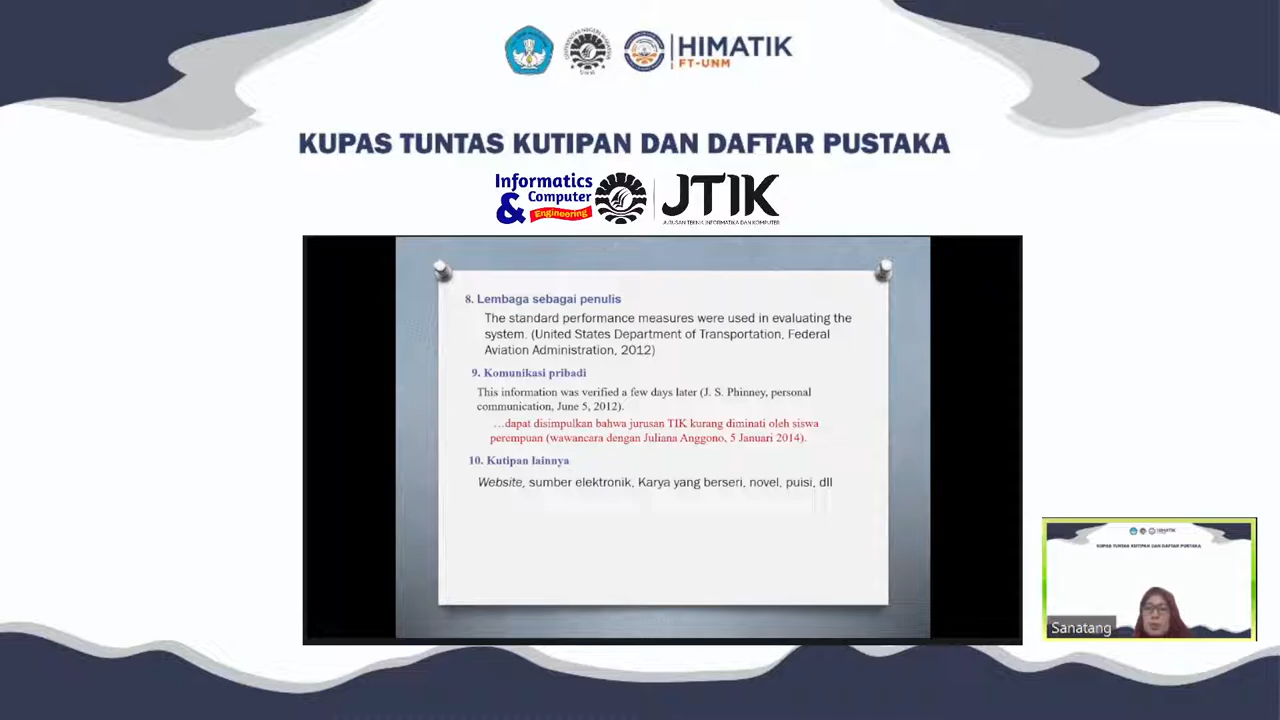 HIMATIK
FT-UNM
KUPAS TUNTAS KUTIPAN DAN DAFTAR PUSTAKA
Informatics
& Computer
Engineering
JTIK
JURUSAN TEKNIK INFORMATIKA DAN KOMPUTER
8. Lembaga sebagai penulis
The standard performance measures were used in evaluating the
system. (United States Department of Transportation, Federal
Aviation Administration, 2012)
9. Komunikasi pribadi
This information was verified a few days later (J. S. Phinney, personal
communication, June 5, 2012).
…dapat disimpulkan bahwa jurusan TIK kurang diminati oleh siswa
perempuan (wawancara dengan Juliana Anggono, 5 Januari 2014).
10. Kutipan lainnya
Website, sumber elektronik, Karya yang berseri, novel, puisi, dll
KUPAS TUNTAS KUTIPAN DAN DAFTAR PUSTAKA
Sanatang